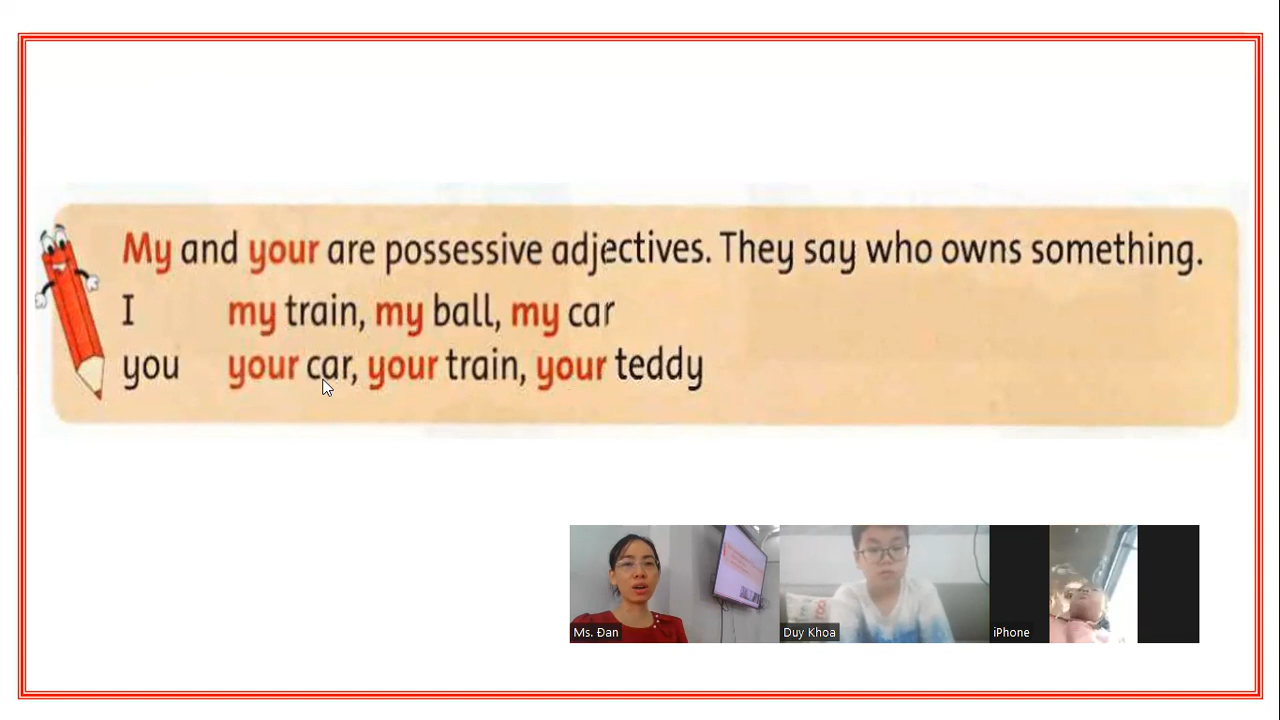 My and your are possessive adjectives. They say who owns something.
I my train, my ball, my car
you your car, your train, your teddy
Ms. Đan
Duy Khoa
iPhone